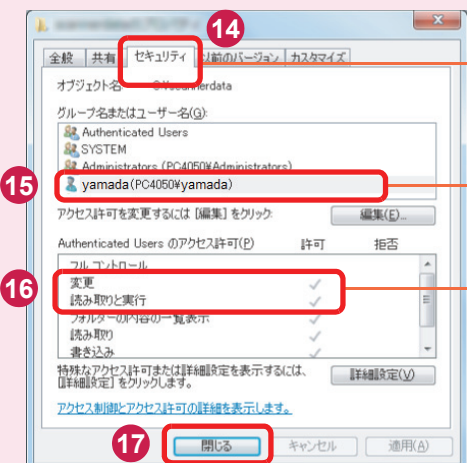 14
全般 共有 セキュリティ 以前のバージョン カスタマイズ
オブジェクト名
グループ名またはユーザー名(G):
Authenticated Users
SYSTEM
Administrators (PC4050¥Administrators)
15
yamada(PC4050¥yamada)
アクセス許可を変更するには [編集] をクリック
編集(E)...
Authenticated Users のアクセス許可(P) 許可 拒否
フル コントロール
16
変更
読み取りと実行
フォルダーの内容の一覧表示
読み取り
書き込み
特殊なアクセス許可または詳細設定を表示するには、
[詳細設定] をクリックします。
詳細設定(V)
アクセス制御とアクセス許可の詳細を表示します。
17
閉じる キャンセル 適用(A)